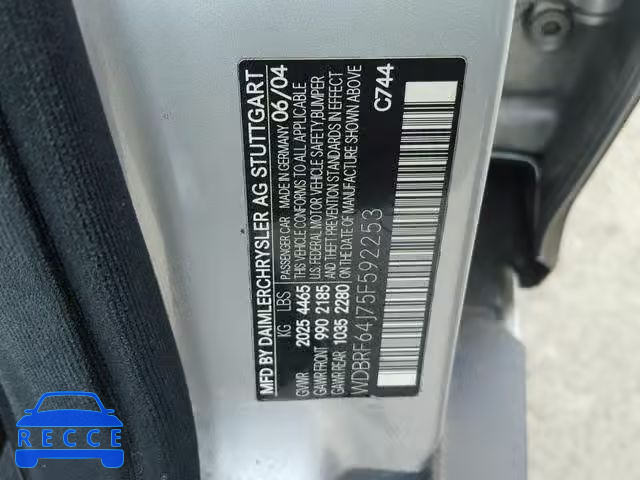 MFD BY DAIMLERCHRYSLER AG STUTTGART
PASSENGER CAR MADE IN GERMANY 06/04
KG LBS THIS VEHICLE CONFORMS TO ALL APPLICABLE
GAWR 2025 4465 U.S. FEDERAL MOTOR VEHICLE SAFETY, BUMPER
GAWR FRONT 990 2185 AND THEFT PREVENTION STANDARDS IN EFFECT
GAWR REAR 1035 2280 ON THE DATE OF MANUFACTURE SHOWN ABOVE
WDBRF64J75F592253 C744
RECCE